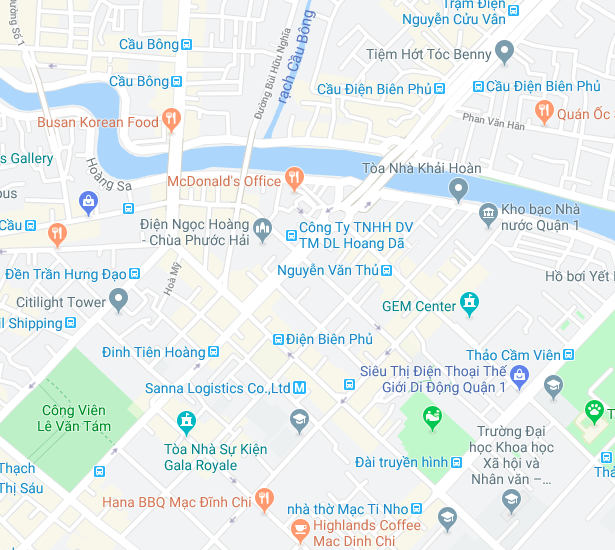 Trạm Điện
Nguyễn Cửu Vân
Đường Số 1
Cầu Bông
Tiệm Hớt Tóc Benny
Cầu Bông
Đường Bùi Hữu Nghĩa
rạch Cầu Bông
Cầu Điện Biên Phủ
Cầu Điện Biên Phủ
Busan Korean Food
Quán Ốc
Phan Văn Hân
s Gallery
Hoàng Sa
McDonald's Office
Tòa Nhà Khải Hoàn
Cầu
Điện Ngọc Hoàng
- Chùa Phước Hải
Công Ty TNHH DV
TM DL Hoang Dã
Kho bạc Nhà
nước Quận 1
Đền Trần Hưng Đạo
Hoà Mỹ
Nguyễn Văn Thủ
Hồ bơi Yết
Citilight Tower
GEM Center
ll Shipping
Điện Biên Phủ
Đinh Tiên Hoàng
Thảo Cầm Viên
Siêu Thị Điện Thoại Thế
Giới Di Động Quận 1
Sanna Logistics Co.,Ltd
Công Viên
Lê Văn Tám
Tòa Nhà Sự Kiện
Gala Royale
Trường Đại
học Khoa học
Xã hội và
Nhân văn –...
Đài truyền hình
Thạch
Thị Sáu
Hana BBQ Mạc Đĩnh Chi
nhà thờ Mạc Ti Nho
Highlands Coffee
Mac Dinh Chi